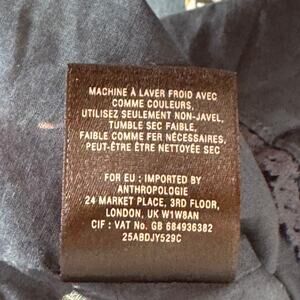 MACHINE À LAVER FROID AVEC
COMME COULEURS,
UTILISEZ SEULEMENT NON-JAVEL,
TUMBLE SEC FAIBLE,
FAIBLE COMME FER NÉCESSAIRES,
PEUT-ÊTRE ÊTRE NETTOYÉE SEC
FOR EU : IMPORTED BY
ANTHROPOLOGIE
24 MARKET PLACE, 3RD FLOOR,
LONDON, UK W1W8AN
CIF : VAT No. GB 684936382
25ABDJY529C